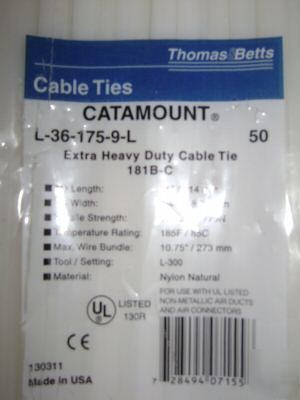 Thomas&Betts
Cable Ties
CATAMOUNT®
L-36-175-9-L 50
Extra Heavy Duty Cable Tie
181B-C
Length:
Width:
Strength:
Temperature Rating: 185F / 85C
Max. Wire Bundle: 10.75" / 273 mm
Tool / Setting: L-300
Material: Nylon Natural
UL
LISTED
130R
FOR USE WITH UL LISTED
NON-METALLIC AIR DUCTS
AND AIR CONNECTORS
CE
130311
Made in USA
28494 07155